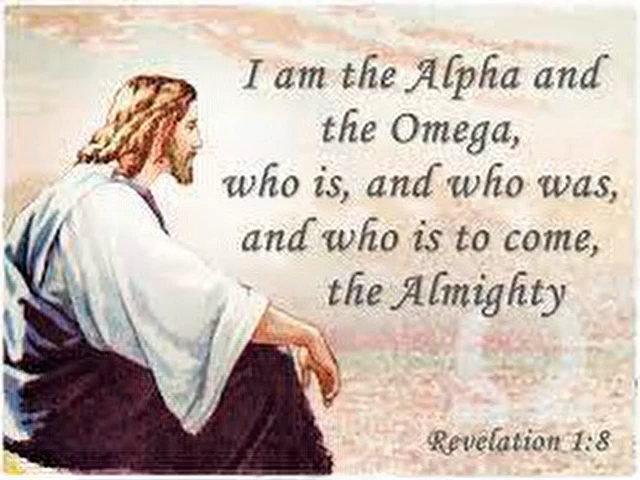 I am the Alpha and
the Omega,
who is, and who was,
and who is to come,
the Almighty
Revelation 1:8